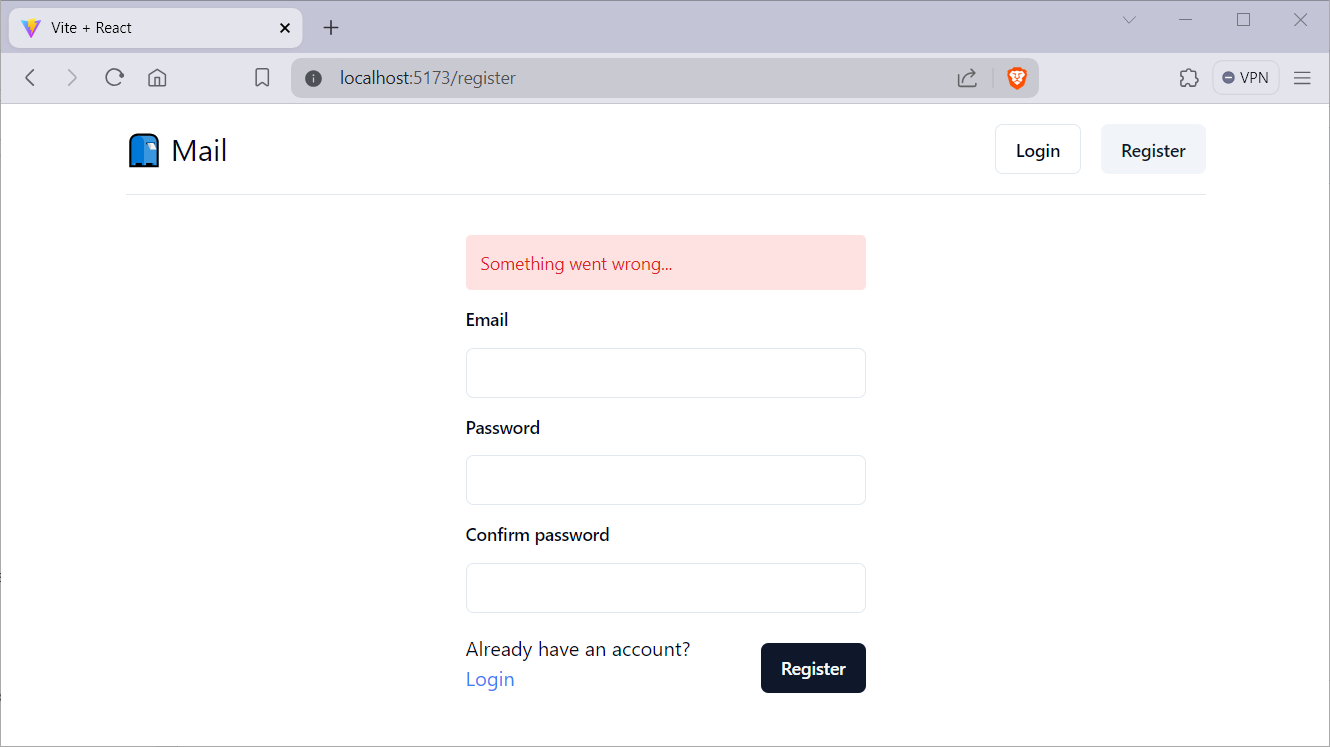 Vite + React
localhost:5173/register
VPN
Mail
Login
Register
Something went wrong...
Email
Password
Confirm password
Already have an account?
Login
Register